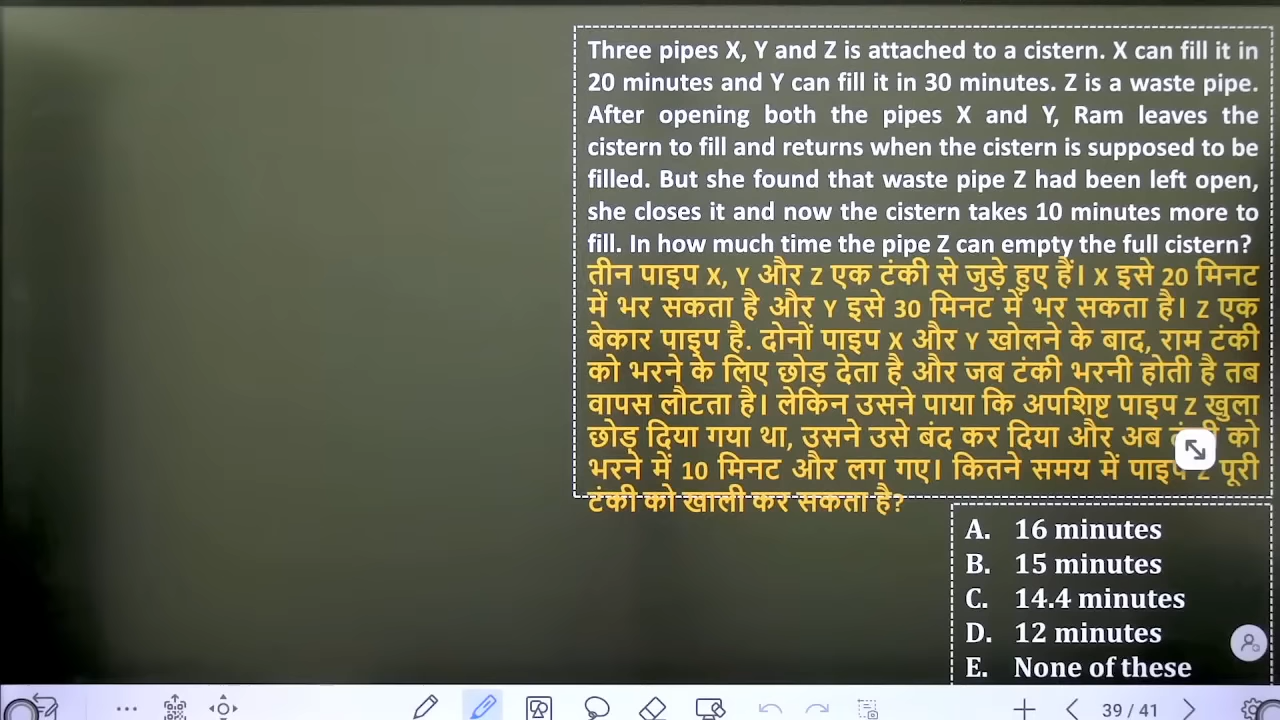 Three pipes X, Y and Z is attached to a cistern. X can fill it in
20 minutes and Y can fill it in 30 minutes. Z is a waste pipe.
After opening both the pipes X and Y, Ram leaves the
cistern to fill and returns when the cistern is supposed to be
filled. But she found that waste pipe Z had been left open,
she closes it and now the cistern takes 10 minutes more to
fill. In how much time the pipe Z can empty the full cistern?
तीन पाइप X, Y और Z एक टंकी से जुड़े हुए हैं। X इसे 20 मिनट
में भर सकता है और Y इसे 30 मिनट में भर सकता है। Z एक
बेकार पाइप है. दोनों पाइप X और Y खोलने के बाद, राम टंकी
को भरने के लिए छोड़ देता है और जब टंकी भरनी होती है तब
वापस लौटता है। लेकिन उसने पाया कि अपशिष्ट पाइप Z खुला
छोड़ दिया गया था, उसने उसे बंद कर दिया और अब को
भरने में 10 मिनट और लग गए। कितने समय में पाइप Z पूरी
टंकी को खाली कर सकता है?
A. 16 minutes
B. 15 minutes
C. 14.4 minutes
D. 12 minutes
E. None of these
39 / 41